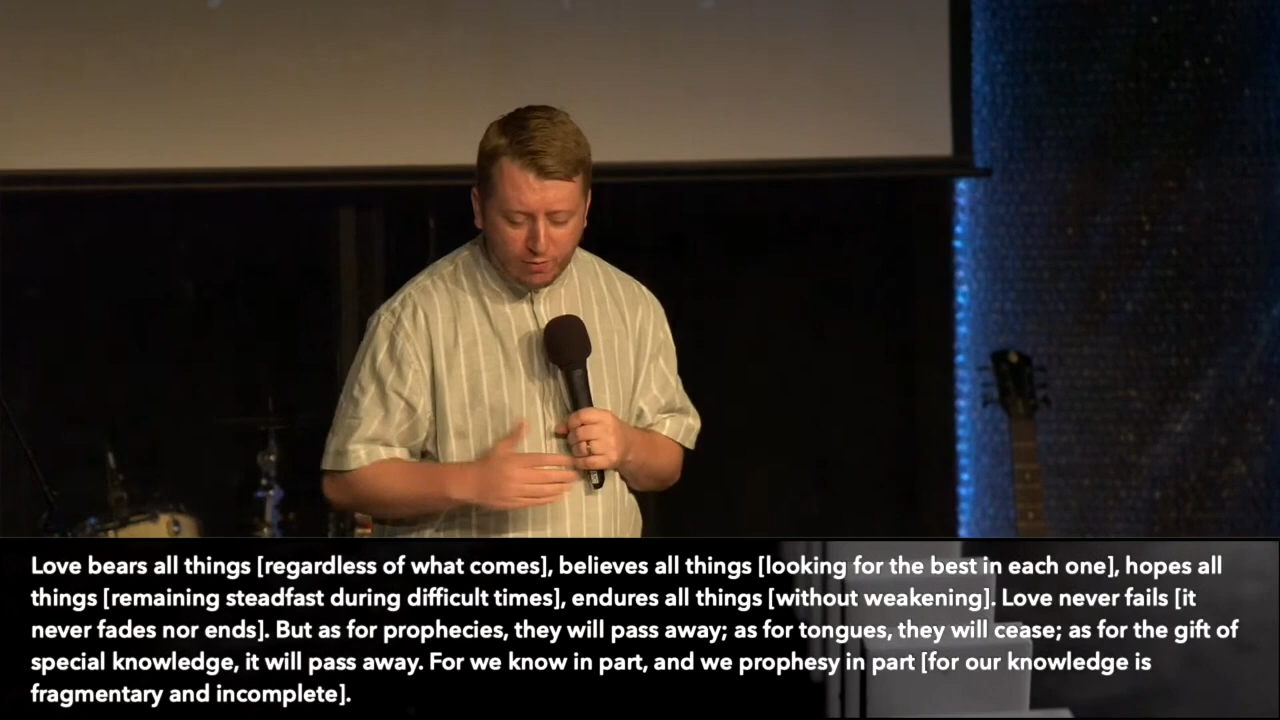 Love bears all things [regardless of what comes], believes all things [looking for the best in each one], hopes all
things [remaining steadfast during difficult times], endures all things [without weakening]. Love never fails [it
never fades nor ends]. But as for prophecies, they will pass away; as for tongues, they will cease; as for the gift of
special knowledge, it will pass away. For we know in part, and we prophesy in part [for our knowledge is
fragmentary and incomplete].